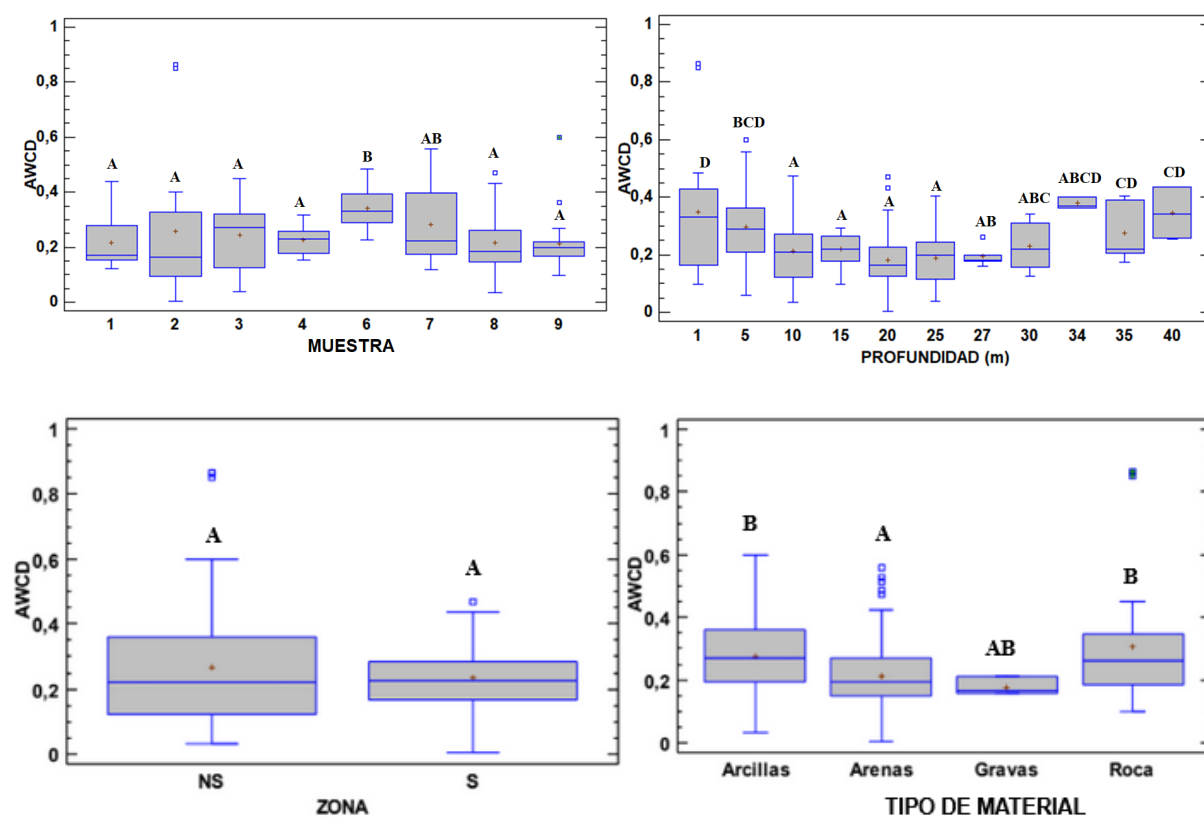 1
0,8
0,6
0,4
0,2
0
AWCD
A
A
A
A
B
AB
A
A
1 2 3 4 6 7 8 9
MUESTRA
1
0,8
0,6
0,4
0,2
0
AWCD
D
BCD
A
A
A
A
AB
ABC
ABCD
CD
CD
1 5 10 15 20 25 27 30 34 35 40
PROFUNDIDAD (m)
1
0,8
0,6
0,4
0,2
0
AWCD
A
A
NS S
ZONA
1
0,8
0,6
0,4
0,2
0
AWCD
B
A
AB
B
Arcillas Arenas Gravas Roca
TIPO DE MATERIAL